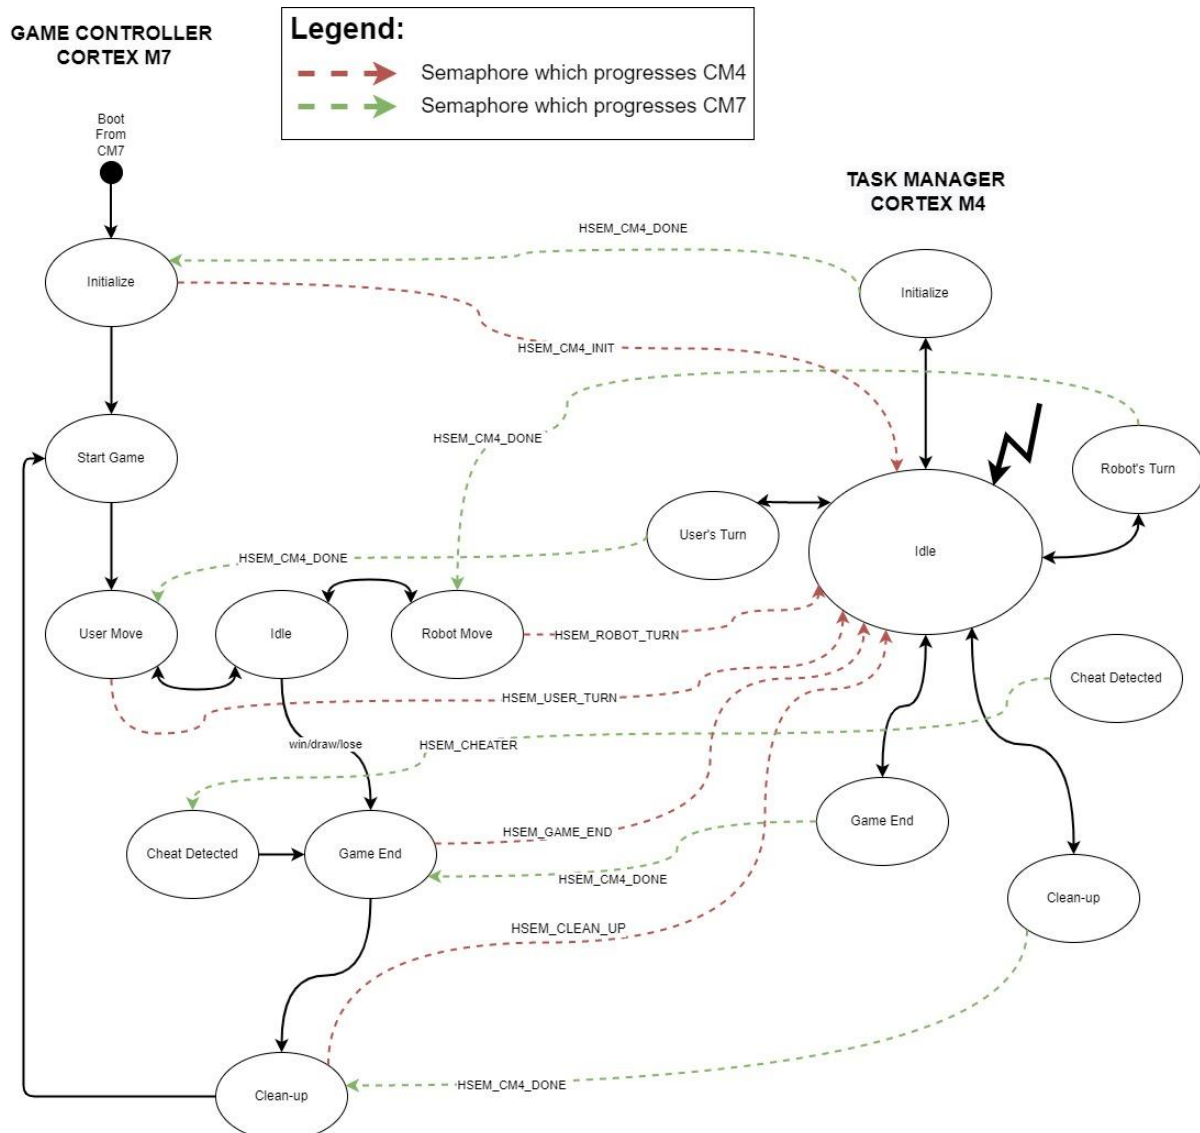 GAME CONTROLLER
CORTEX M7
Legend:
Semaphore which progresses CM4
Semaphore which progresses CM7
Boot
From
CM7
TASK MANAGER
CORTEX M4
HSEM_CM4_DONE
Initialize
Initialize
HSEM_CM4_INIT
HSEM_CM4_DONE
Start Game
Robot's Turn
User's Turn
Idle
HSEM_CM4_DONE
User Move
Idle
Robot Move
HSEM_ROBOT_TURN
Cheat Detected
HSEM_USER_TURN
win/draw/lose
HSEM_CHEATER
Game End
HSEM_GAME_END
Cheat Detected
Game End
HSEM_CM4_DONE
Clean-up
HSEM_CLEAN_UP
HSEM_CM4_DONE
Clean-up